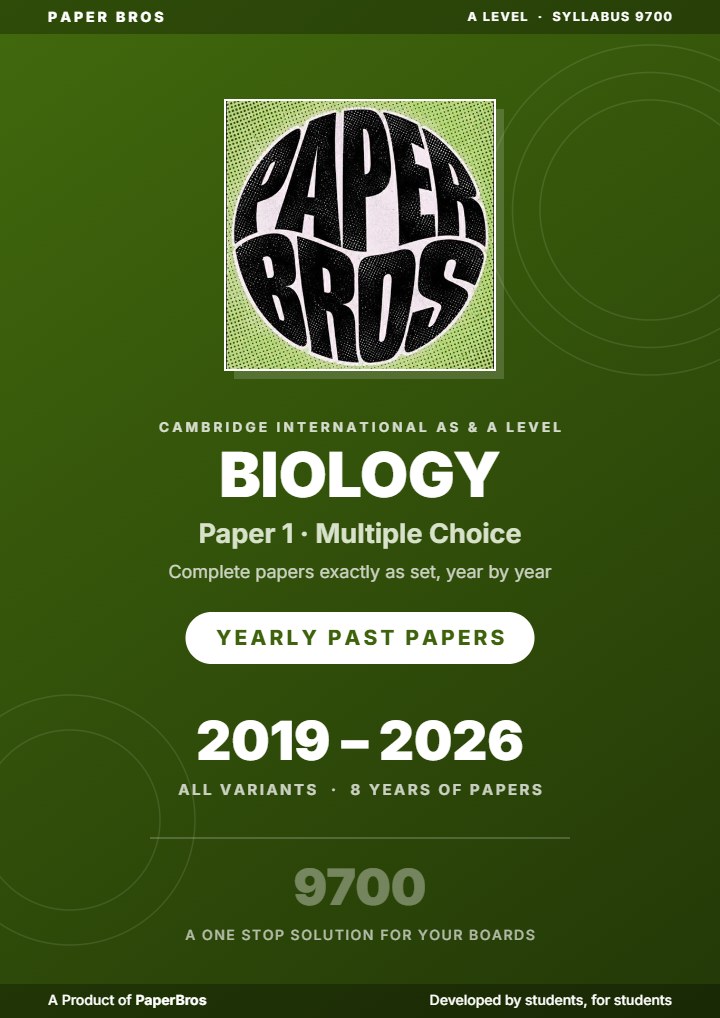 PAPER BROS
A LEVEL · SYLLABUS 9700
PAPER
BROS
CAMBRIDGE INTERNATIONAL AS & A LEVEL
BIOLOGY
Paper 1 · Multiple Choice
Complete papers exactly as set, year by year
YEARLY PAST PAPERS
2019 – 2026
ALL VARIANTS · 8 YEARS OF PAPERS
9700
A ONE STOP SOLUTION FOR YOUR BOARDS
A Product of PaperBros
Developed by students, for students